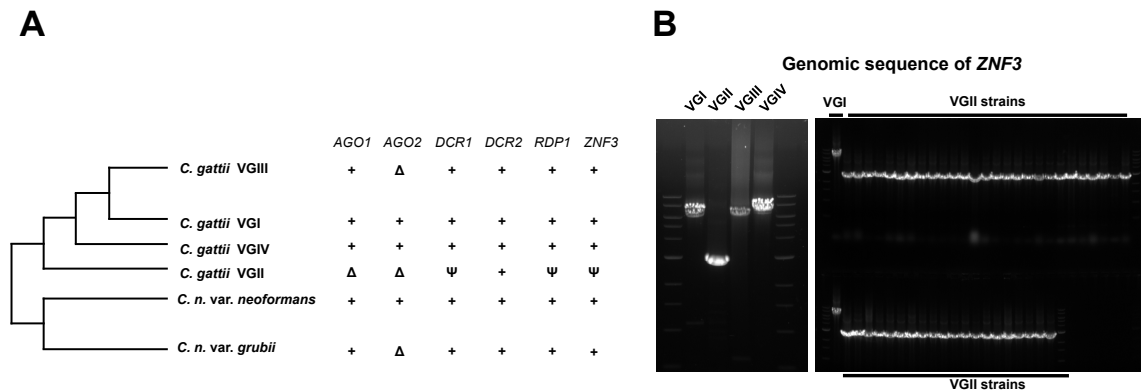 A
AGO1 AGO2 DCR1 DCR2 RDP1 ZNF3
C. gattii VGIII + Δ + + + +
C. gattii VGI + + + + + +
C. gattii VGIV + + + + + +
C. gattii VGII Δ Δ Ψ + Ψ Ψ
C. n. var. neoformans + + + + + +
C. n. var. grubii + Δ + + + +
B
Genomic sequence of ZNF3
VGI VGII VGIII VGIV
VGI VGII strains
VGII strains